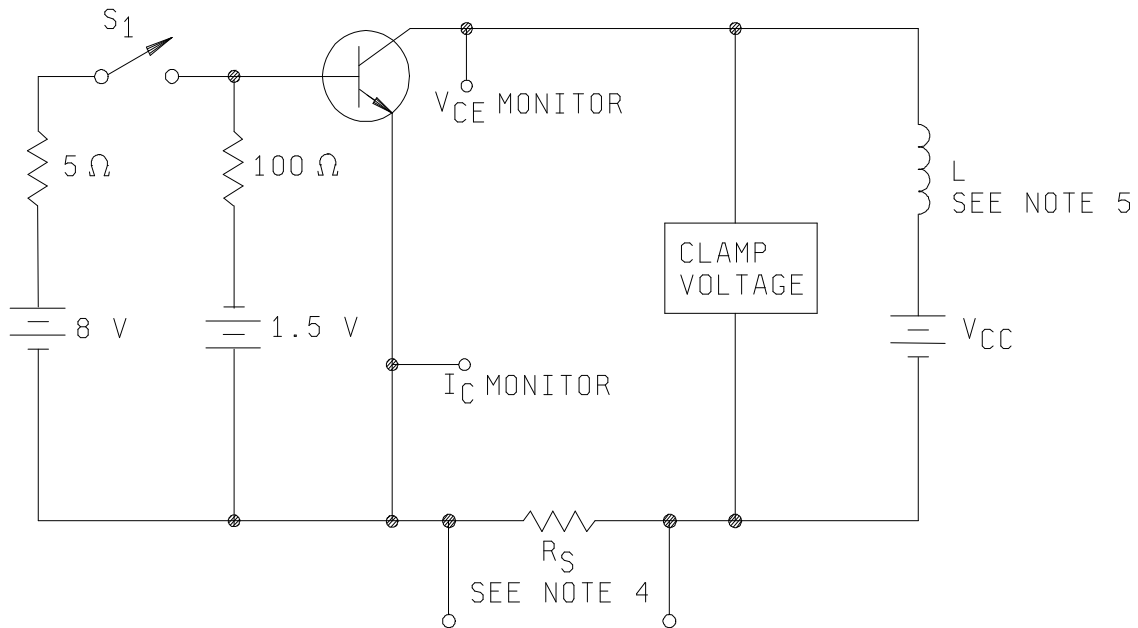 S1
VCE MONITOR
5 Ω
100 Ω
L
SEE NOTE 5
CLAMP
VOLTAGE
8 V
1.5 V
VCC
IC MONITOR
RS
SEE NOTE 4